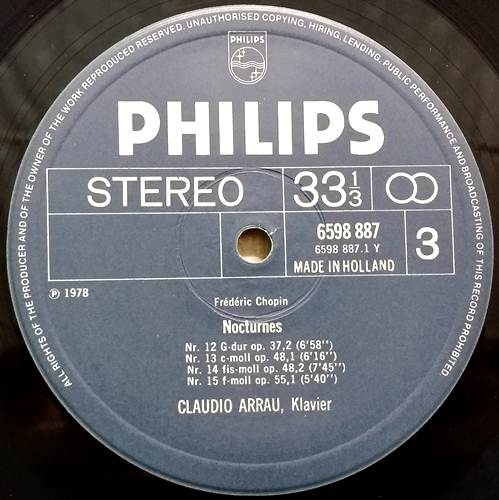 ALL RIGHTS OF THE PRODUCER AND OF THE OWNER OF THE WORK REPRODUCED RESERVED. UNAUTHORISED COPYING, HIRING, LENDING, PUBLIC PERFORMANCE AND BROADCASTING OF THIS RECORD PROHIBITED
PHILIPS
PHILIPS
STEREO 33 1/3
6598 887
6598 887.1 Y
MADE IN HOLLAND
3
Ⓟ 1978
Frédéric Chopin
Nocturnes
Nr. 12 G-dur op. 37,2 (6'58'')
Nr. 13 c-moll op. 48,1 (6'16'')
Nr. 14 fis-moll op. 48,2 (7'45'')
Nr. 15 f-moll op. 55,1 (5'40'')
CLAUDIO ARRAU, Klavier